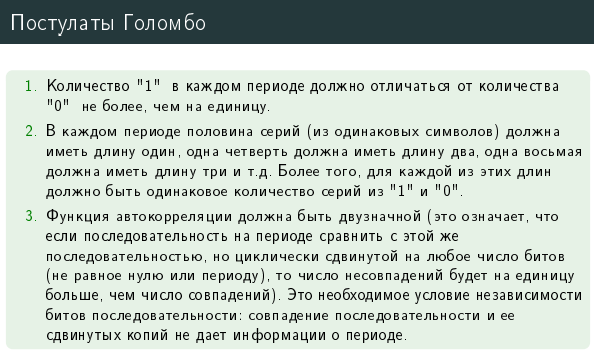 Постулаты Голомбо
1. Количество "1" в каждом периоде должно отличаться от количества
"0" не более, чем на единицу.
2. В каждом периоде половина серий (из одинаковых символов) должна
иметь длину один, одна четверть должна иметь длину два, одна восьмая
должна иметь длину три и т.д. Более того, для каждой из этих длин
должно быть одинаковое количество серий из "1" и "0".
3. Функция автокорреляции должна быть двузначной (это означает, что
если последовательность на периоде сравнить с этой же
последовательностью, но циклически сдвинутой на любое число битов
(не равное нулю или периоду), то число несовпадений будет на единицу
больше, чем число совпадений). Это необходимое условие независимости
битов последовательности: совпадение последовательности и ее
сдвинутых копий не дает информации о периоде.